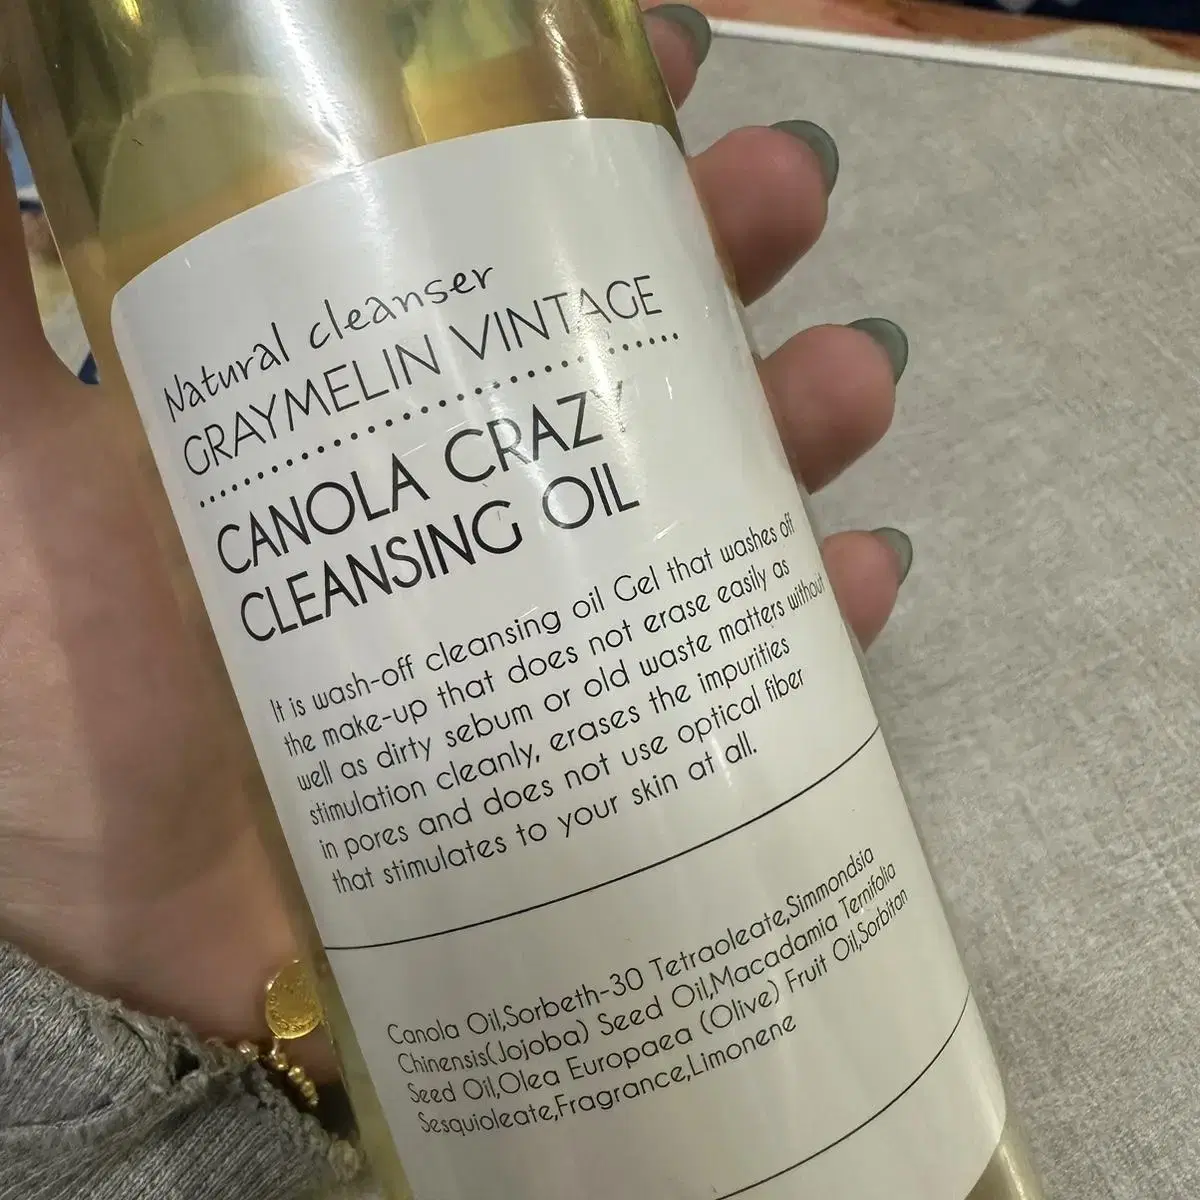 Natural cleanser
GRAYMELIN VINTAGE
CANOLA CRAZY
CLEANSING OIL
It is wash-off cleansing oil Gel that washes off
the make-up that does not erase easily as
well as dirty sebum or old waste matters without
stimulation cleanly, erases the impurities
in pores and does not use optical fiber
that stimulates to your skin at all.
Canola Oil,Sorbeth-30 Tetraoleate,Simmondsia
Chinensis(Jojoba) Seed Oil,Macadamia Ternifolia
Seed Oil,Olea Europaea (Olive) Fruit Oil,Sorbitan
Sesquioleate,Fragrance,Limonene